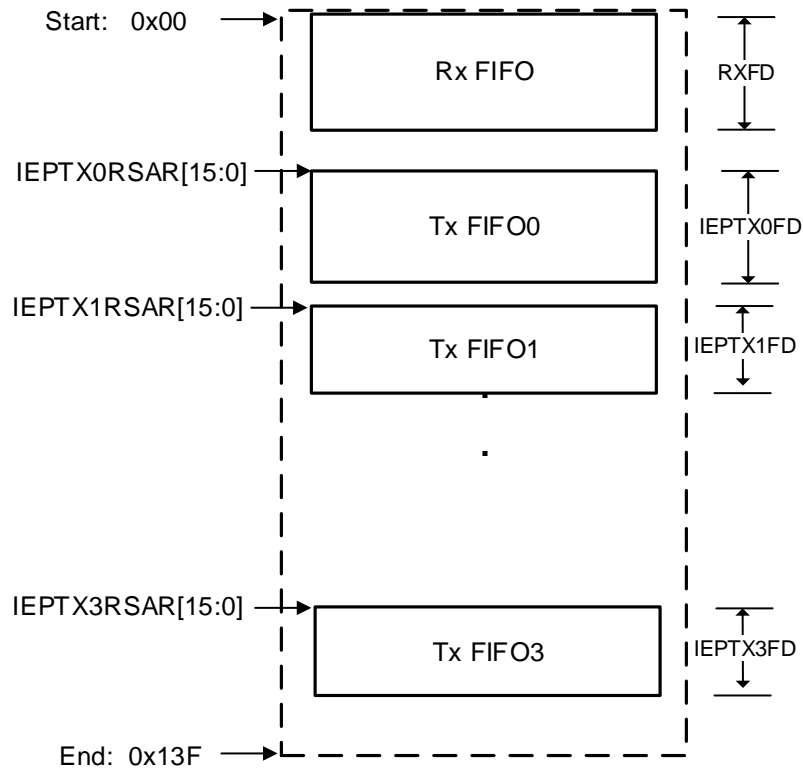 Start: 0x00
Rx FIFO
RXFD
IEPTX0RSAR[15:0]
Tx FIFO0
IEPTX0FD
IEPTX1RSAR[15:0]
Tx FIFO1
IEPTX1FD
.
.
IEPTX3RSAR[15:0]
Tx FIFO3
IEPTX3FD
End: 0x13F